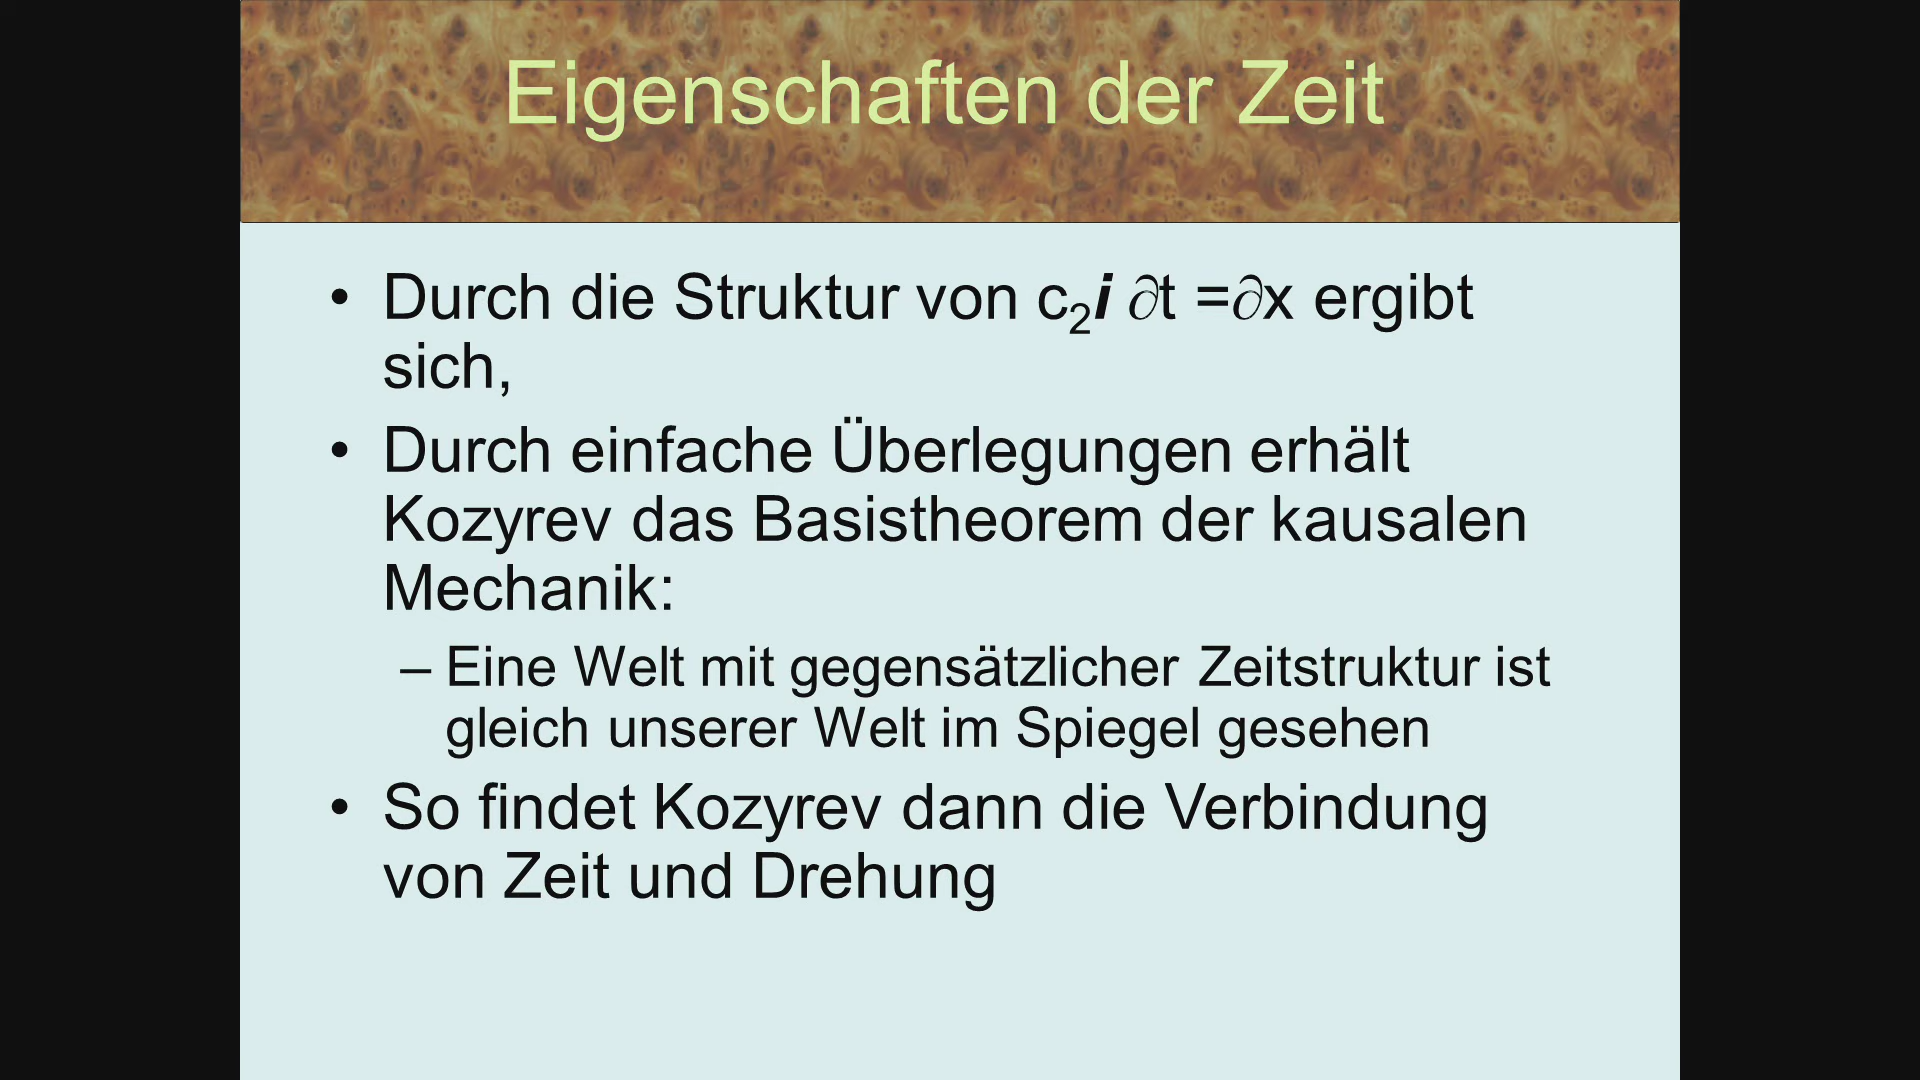 Eigenschaften der Zeit
• Durch die Struktur von c₂i ∂t =∂x ergibt
sich,
• Durch einfache Überlegungen erhält
Kozyrev das Basistheorem der kausalen
Mechanik:
– Eine Welt mit gegensätzlicher Zeitstruktur ist
gleich unserer Welt im Spiegel gesehen
• So findet Kozyrev dann die Verbindung
von Zeit und Drehung